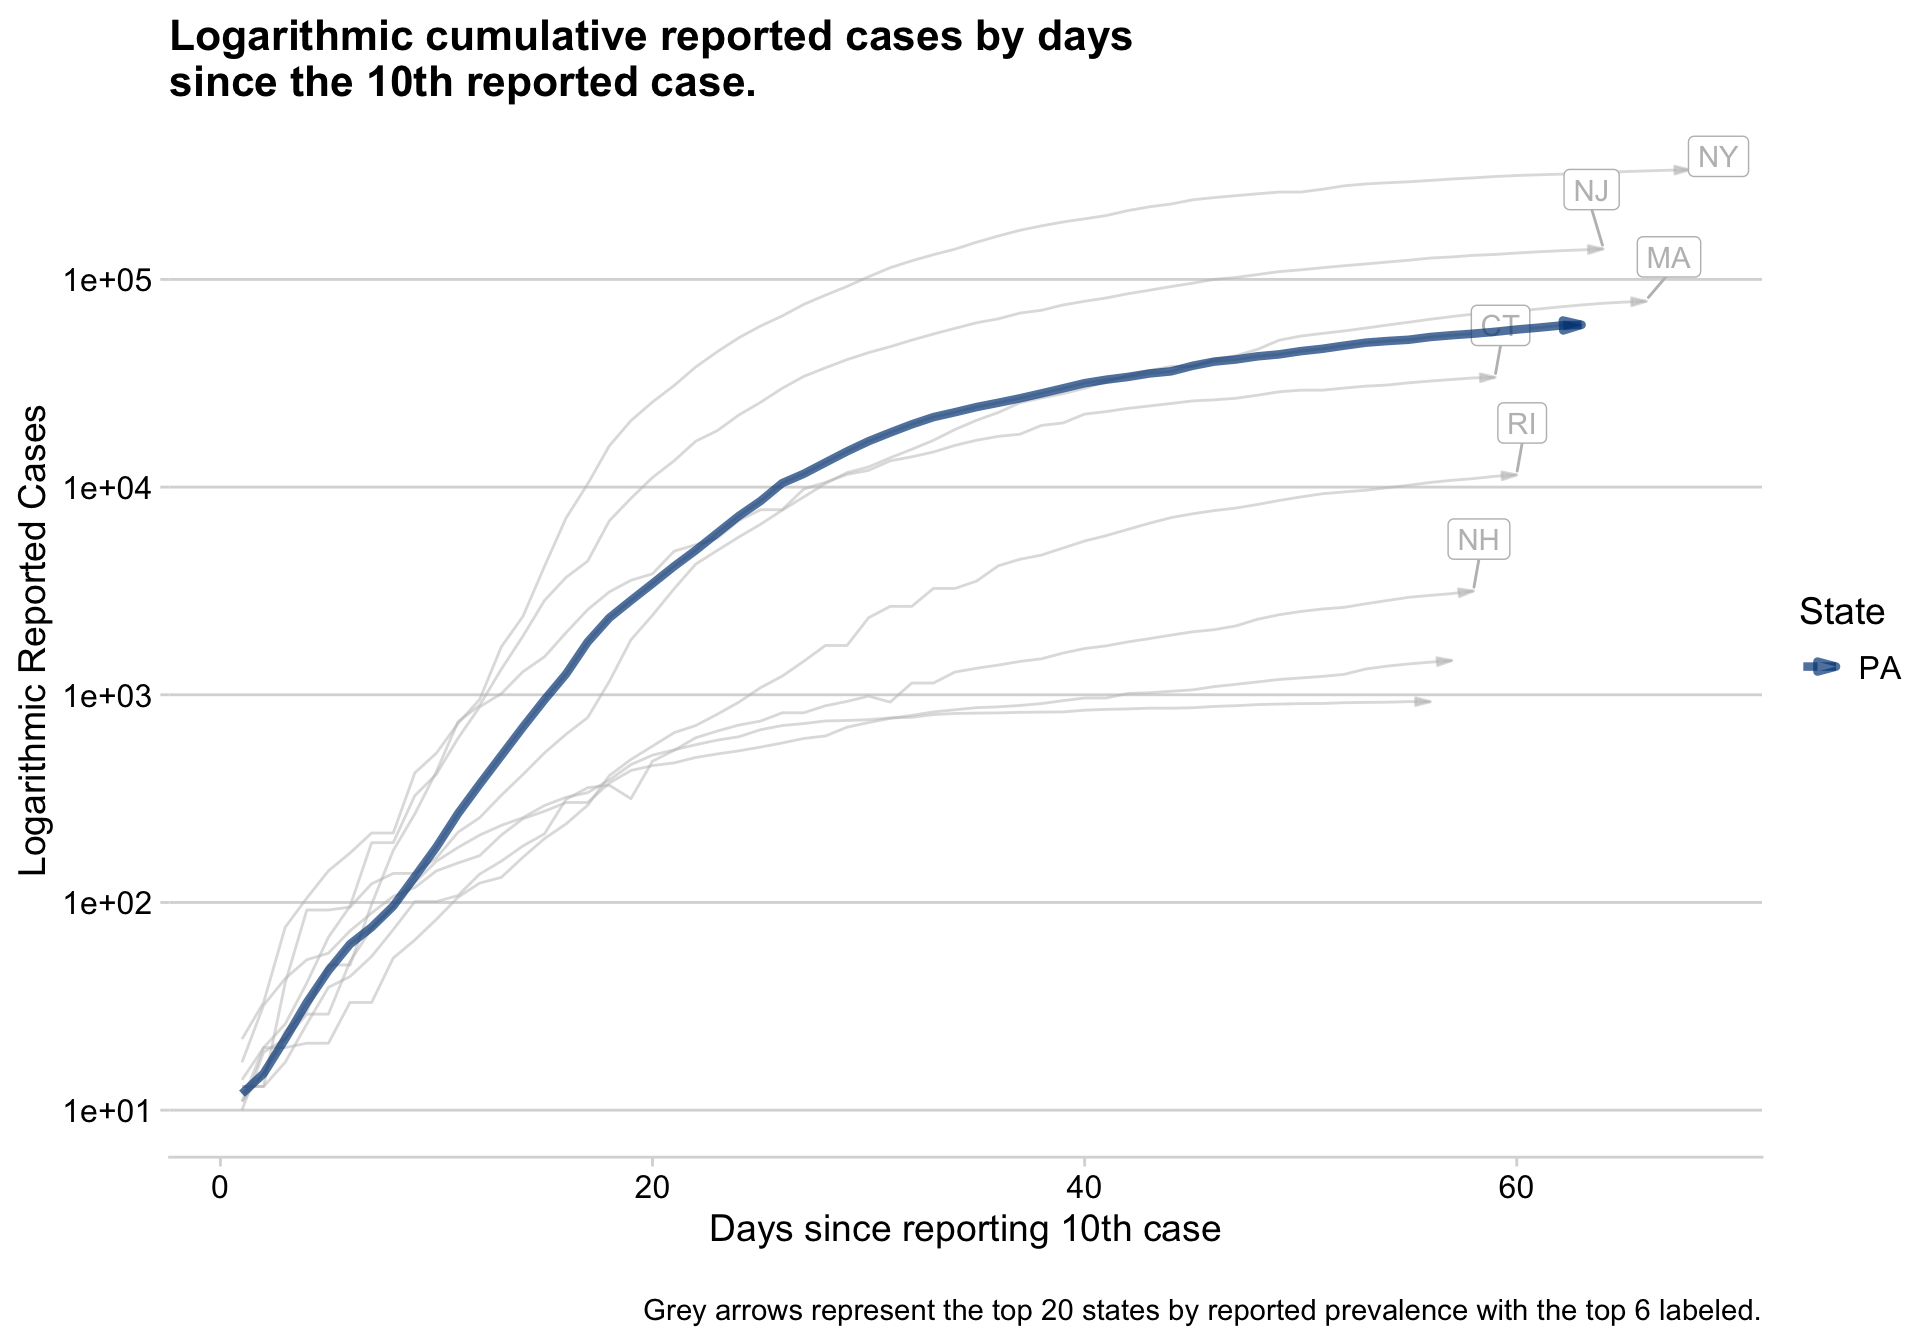 Logarithmic cumulative reported cases by days
since the 10th reported case.
NY
NJ
MA
1e+05
CT
RI
1e+04
NH
State
PA
1e+03
1e+02
1e+01
Logarithmic Reported Cases
0 20 40 60
Days since reporting 10th case
Grey arrows represent the top 20 states by reported prevalence with the top 6 labeled.